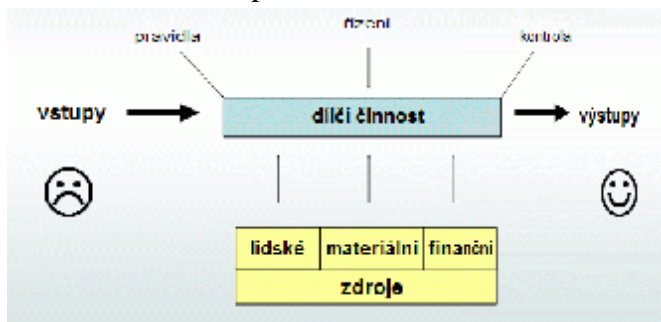 řízení
pravidla
kontrola
vstupy
dílčí činnost
výstupy
lidské materiální finanční
zdroje